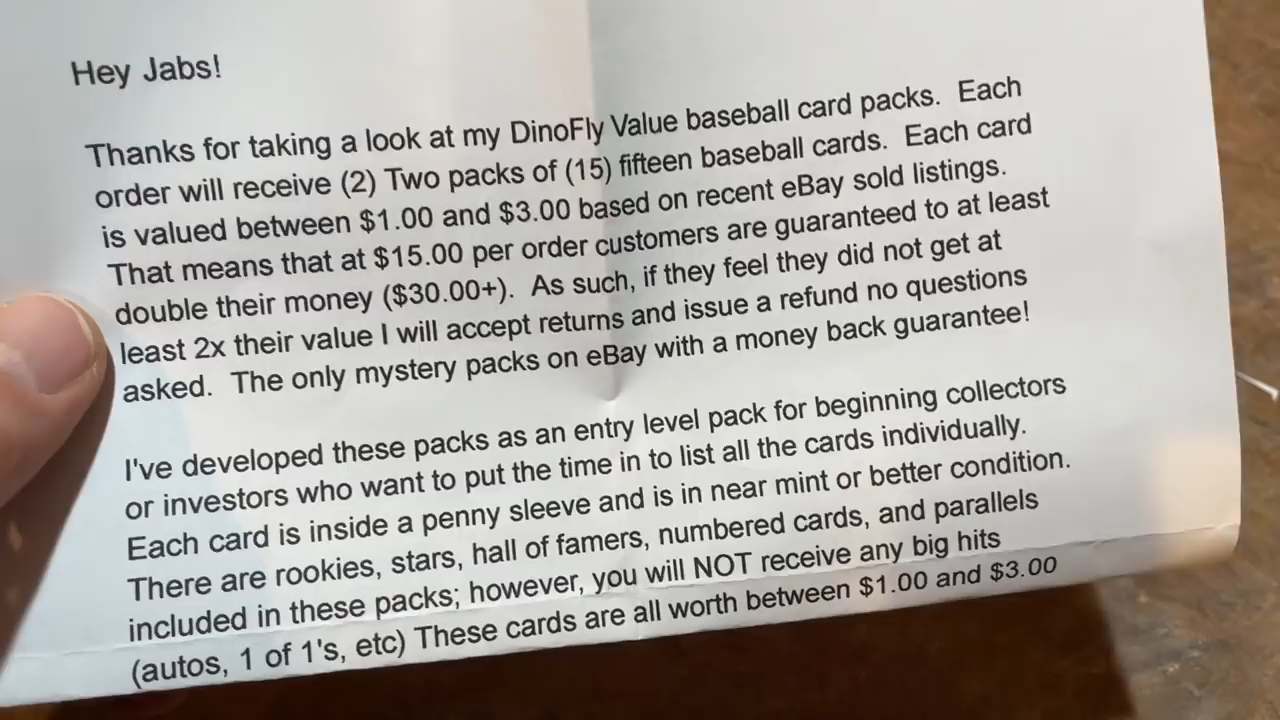 Hey Jabs!
Thanks for taking a look at my DinoFly Value baseball card packs.  Each
order will receive (2) Two packs of (15) fifteen baseball cards.  Each card
is valued between $1.00 and $3.00 based on recent eBay sold listings.
That means that at $15.00 per order customers are guaranteed to at least
double their money ($30.00+).  As such, if they feel they did not get at
least 2x their value I will accept returns and issue a refund no questions
asked.  The only mystery packs on eBay with a money back guarantee!
I've developed these packs as an entry level pack for beginning collectors
or investors who want to put the time in to list all the cards individually.
Each card is inside a penny sleeve and is in near mint or better condition.
There are rookies, stars, hall of famers, numbered cards, and parallels
included in these packs; however, you will NOT receive any big hits
(autos, 1 of 1's, etc) These cards are all worth between $1.00 and $3.00